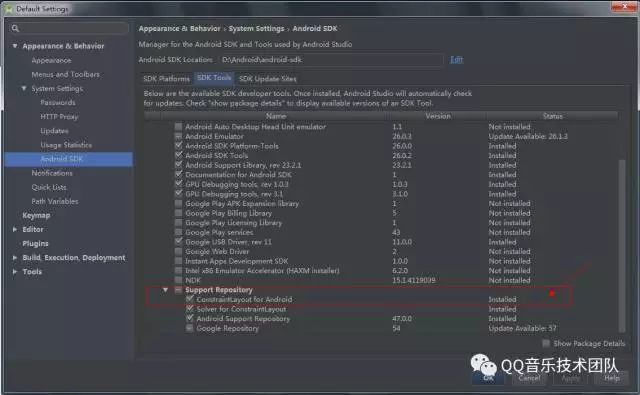 Default Settings
Appearance & Behavior
Appearance
Menus and Toolbars
System Settings
Passwords
HTTP Proxy
Updates
Usage Statistics
Android SDK
Notifications
Quick Lists
Path Variables
Keymap
Editor
Plugins
Build, Execution, Deployment
Tools
Appearance & Behavior › System Settings › Android SDK
Manager for the Android SDK and Tools used by Android Studio
Android SDK Location: D:\Android\android-sdk Edit
SDK Platforms SDK Tools SDK Update Sites
Below are the available SDK developer tools. Once installed, Android Studio will automatically check
for updates. Check "show package details" to display available versions of an SDK Tool.
Name Version Status
Android Auto Desktop Head Unit emulator 1.1 Not installed
Android Emulator 26.0.3 Update Available: 26.1.3
Android SDK Platform-Tools 26.0.0 Installed
Android SDK Tools 26.0.2 Installed
Android Support Library, rev 23.2.1 23.2.1 Installed
Documentation for Android SDK 1 Installed
GPU Debugging tools, rev 1.0.3 1.0.3 Installed
GPU Debugging tools, rev 3.1 3.1.0 Installed
Google Play APK Expansion library 1 Not installed
Google Play Billing Library 5 Not installed
Google Play Licensing Library 1 Not installed
Google Play services 43 Not installed
Google USB Driver, rev 11 11.0.0 Installed
Google Web Driver 2 Not installed
Instant Apps Development SDK 1.0.0 Not installed
Intel x86 Emulator Accelerator (HAXM installer) 6.2.0 Not installed
NDK 15.1.4119039 Not installed
Support Repository
ConstraintLayout for Android Installed
Solver for ConstraintLayout Installed
Android Support Repository 47.0.0 Installed
Google Repository 54 Update Available: 57
Show Package Details
OK Cancel Apply Help
QQ音乐技术团队